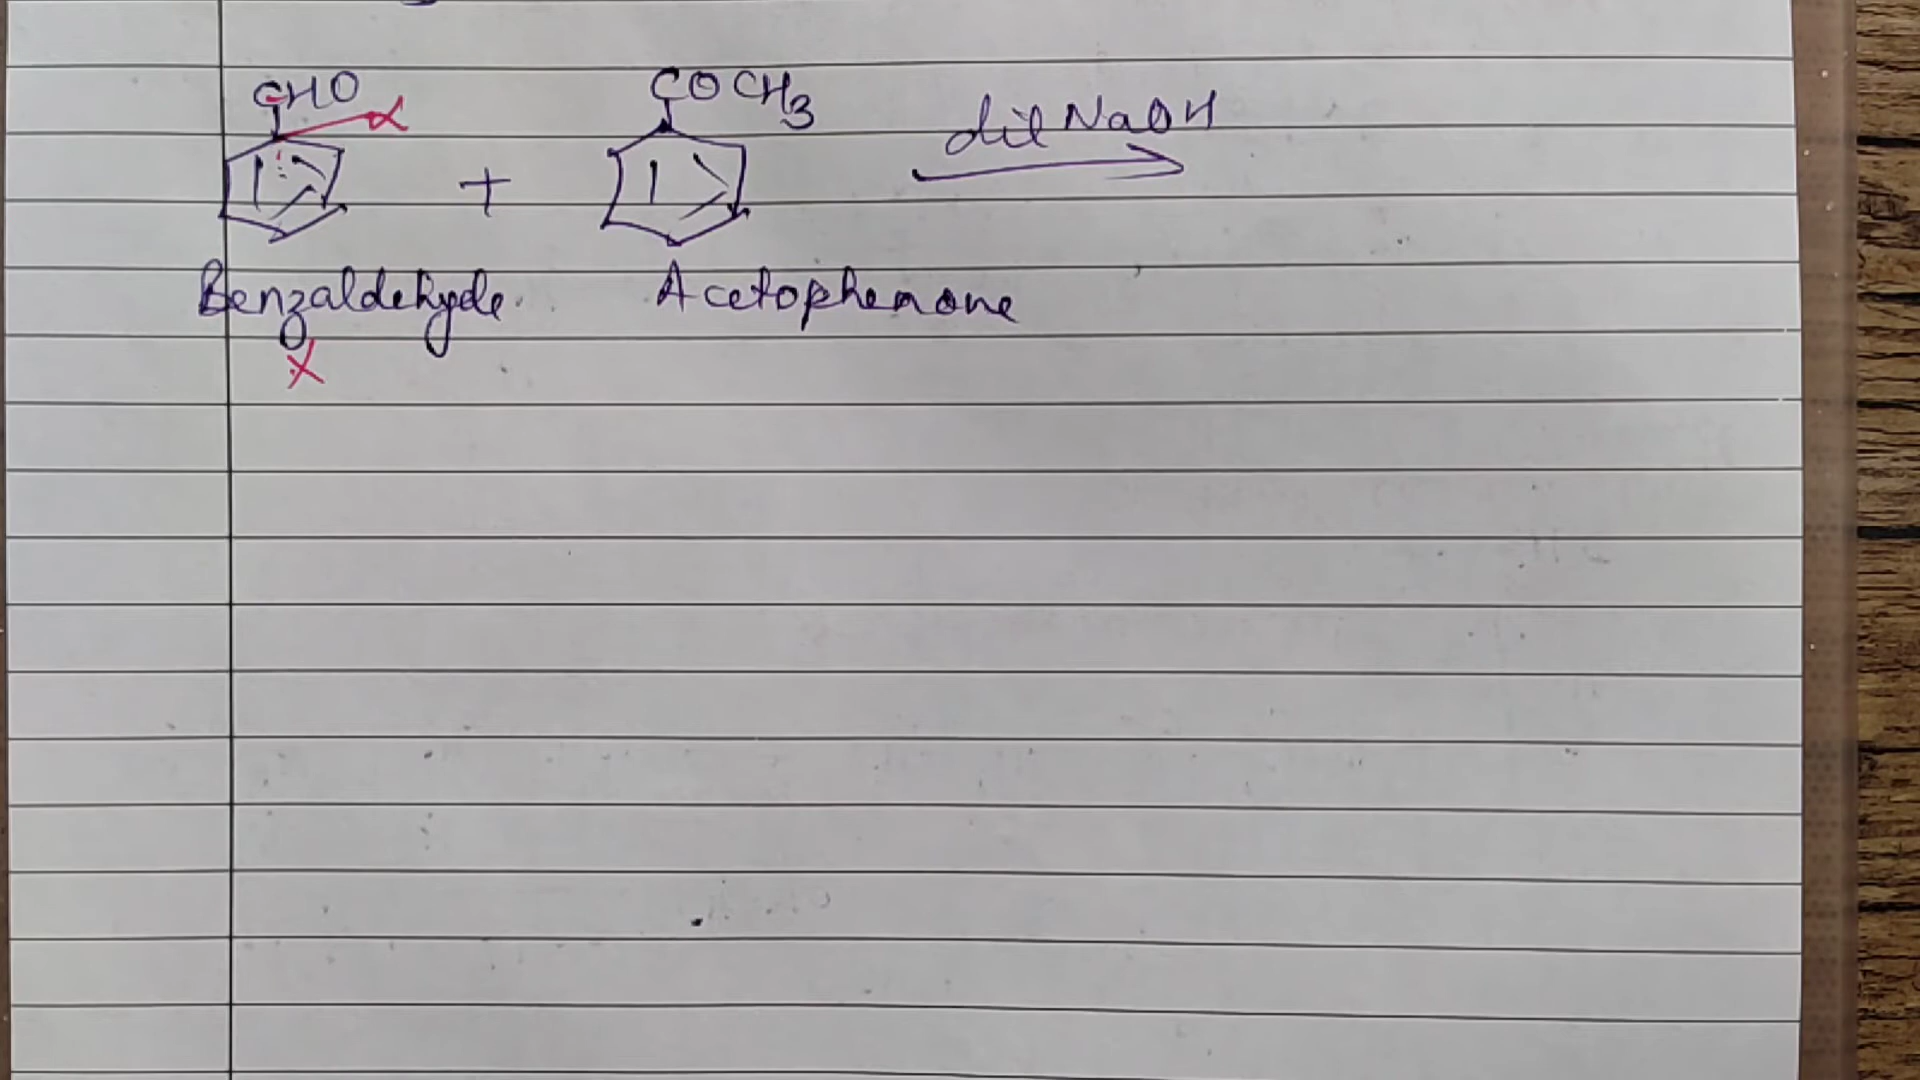 CHO α + COCH3 dil NaOH
Benzaldehyde. Acetophenone
X